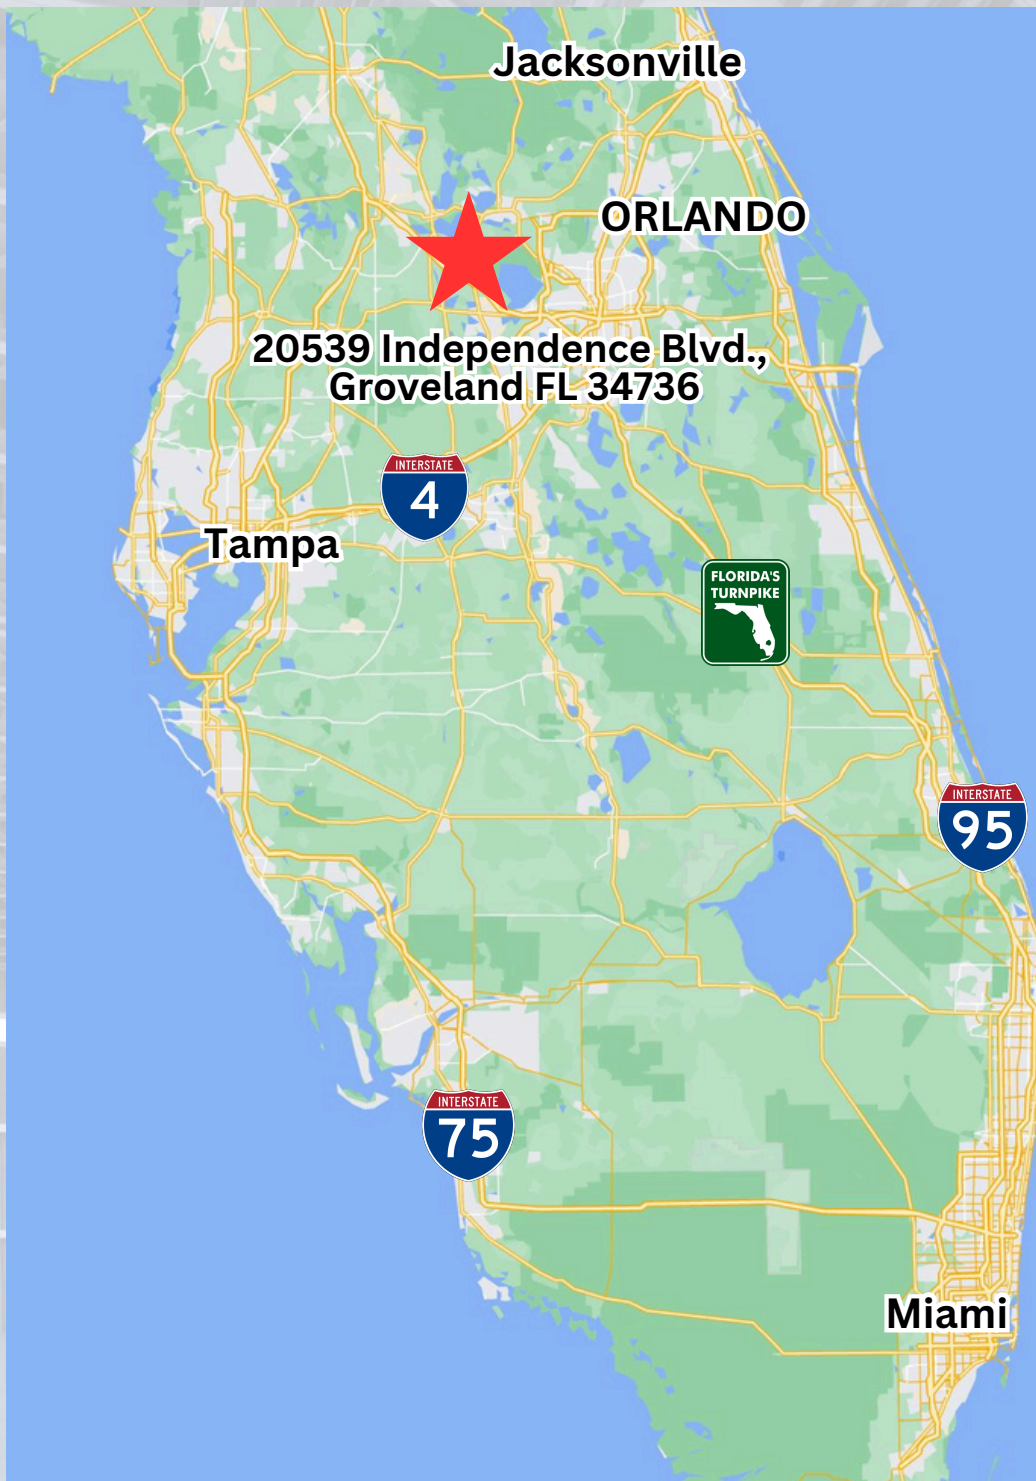 Jacksonville
ORLANDO
20539 Independence Blvd.,
Groveland FL 34736
INTERSTATE
4
Tampa
FLORIDA'S
TURNPIKE
INTERSTATE
95
INTERSTATE
75
Miami